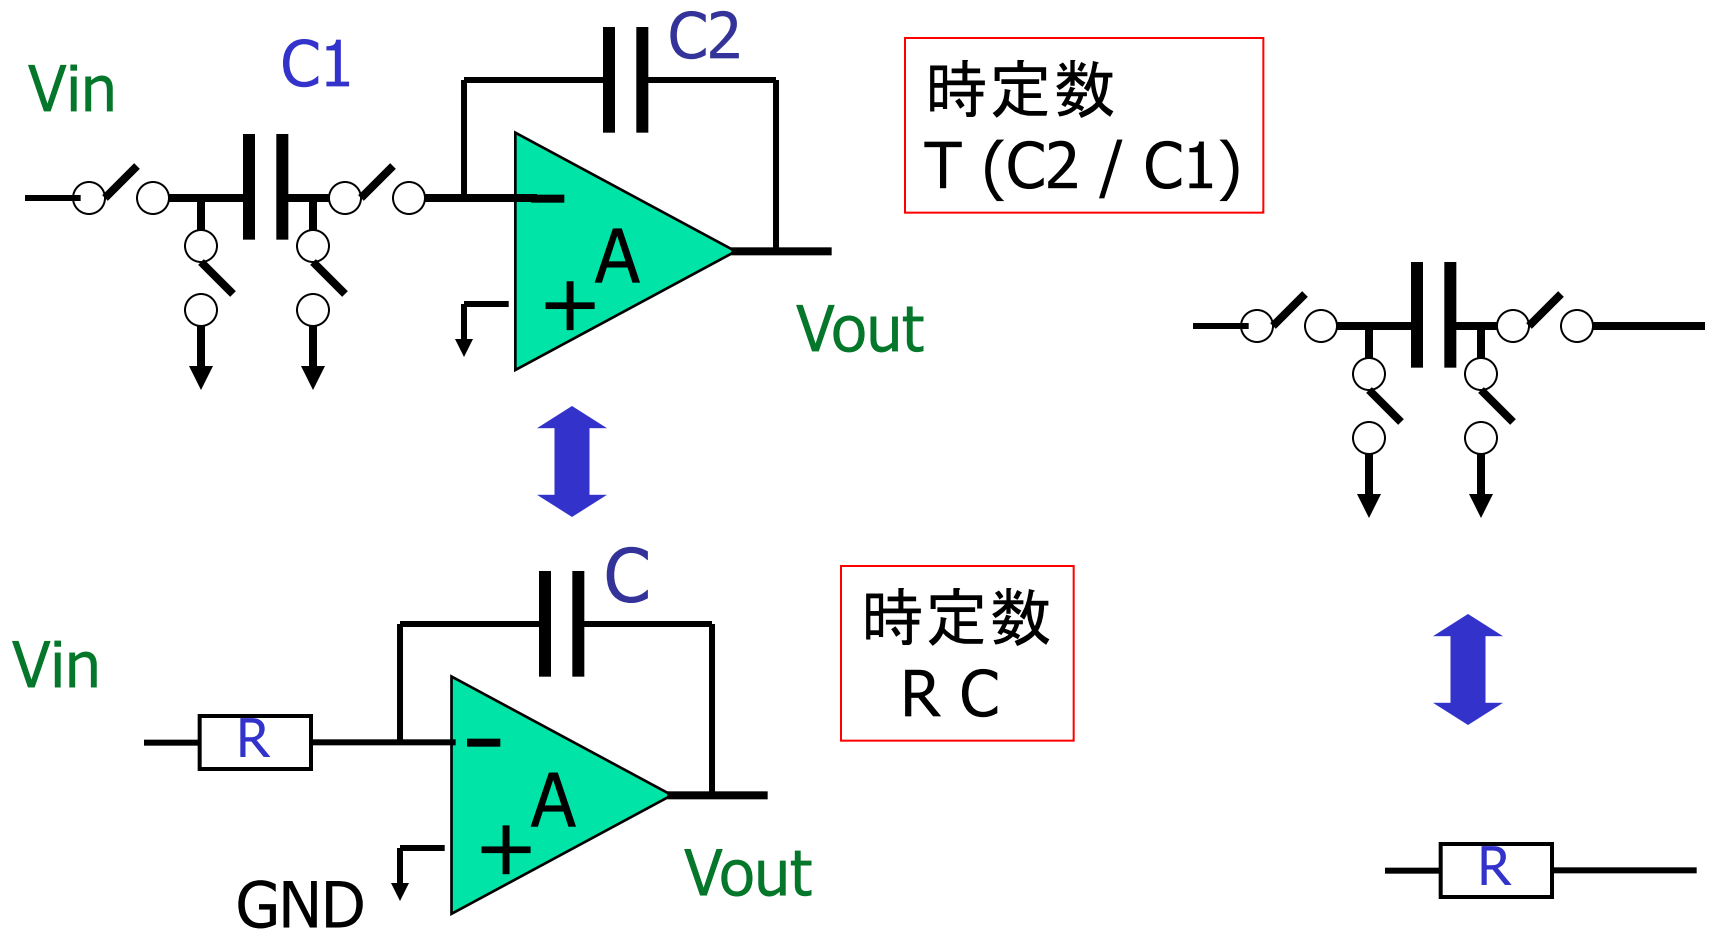 Vin
C1
C2
時定数
T (C2 / C1)
−
A
+
Vout
C
時定数
R C
Vin
R
−
A
+
Vout
GND
R